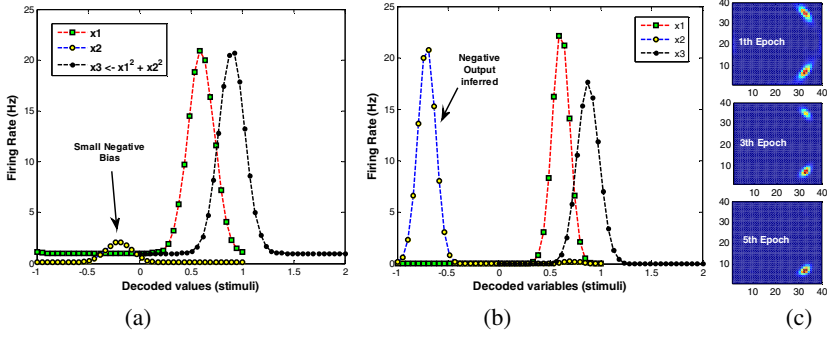 25
20
15
10
5
0
Firing Rate (Hz)
x1
x2
x3 <- x1² + x2²
Small Negative
Bias
-1
-0.5
0
0.5
1
1.5
2
Decoded values (stimuli)
(a)
25
20
15
10
5
0
Firing Rate (Hz)
x1
x2
x3
Negative
Output
inferred
-1
-0.5
0
0.5
1
1.5
2
Decoded variables (stimuli)
(b)
40
30
20
10
1th Epoch
10 20 30 40
40
30
20
10
3th Epoch
10 20 30 40
40
30
20
10
5th Epoch
10 20 30 40
(c)